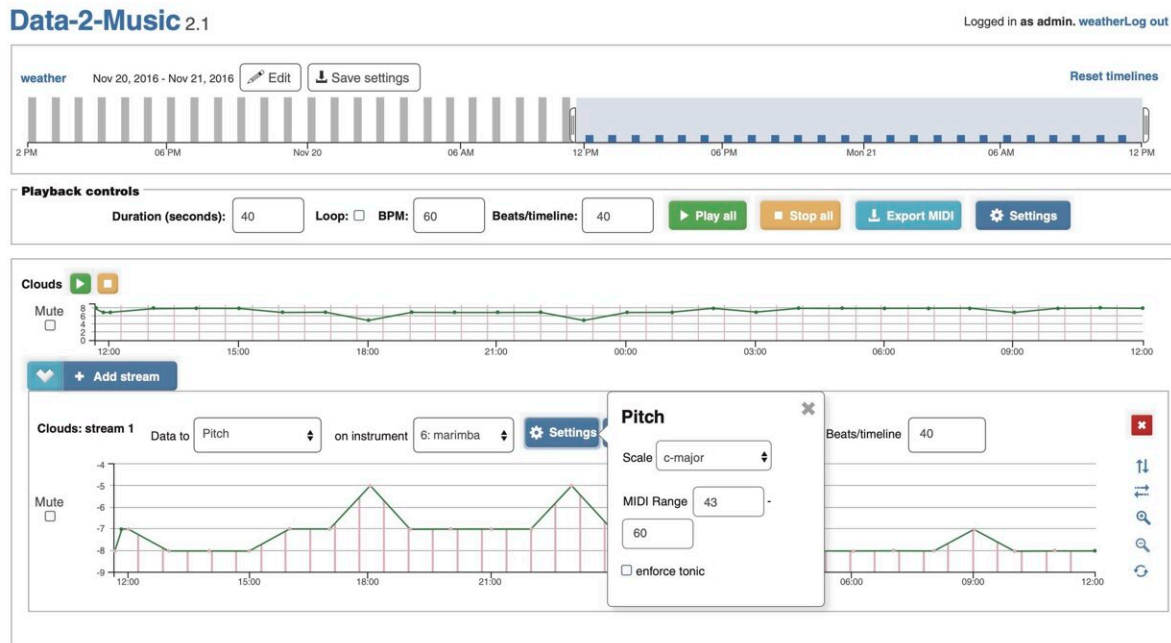 Data-2-Music 2.1
Logged in as admin. weatherLog out
weather Nov 20, 2016 - Nov 21, 2016 Edit Save settings Reset timelines
2 PM 06 PM Nov 20 06 AM 12 PM 06 PM Mon 21 06 AM 12 PM
Playback controls
Duration (seconds): 40 Loop: BPM: 60 Beats/timeline: 40 Play all Stop all Export MIDI Settings
Clouds
Mute
8
6
4
2
0
12:00 15:00 18:00 21:00 00:00 03:00 06:00 09:00 12:00
+ Add stream
Clouds: stream 1 Data to Pitch on instrument 6: marimba Settings Beats/timeline 40
Mute
-4
-5
-6
-7
-8
-9
12:00 15:00 18:00 21:00 06:00 09:00 12:00
Pitch
Scale c-major
MIDI Range 43 -
60
enforce tonic